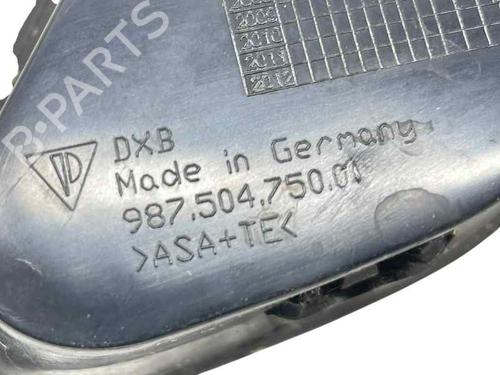 2009
2010
2011
2012
DXB
Made in Germany
987.504.750.01
>ASA+TE<
B-PARTS